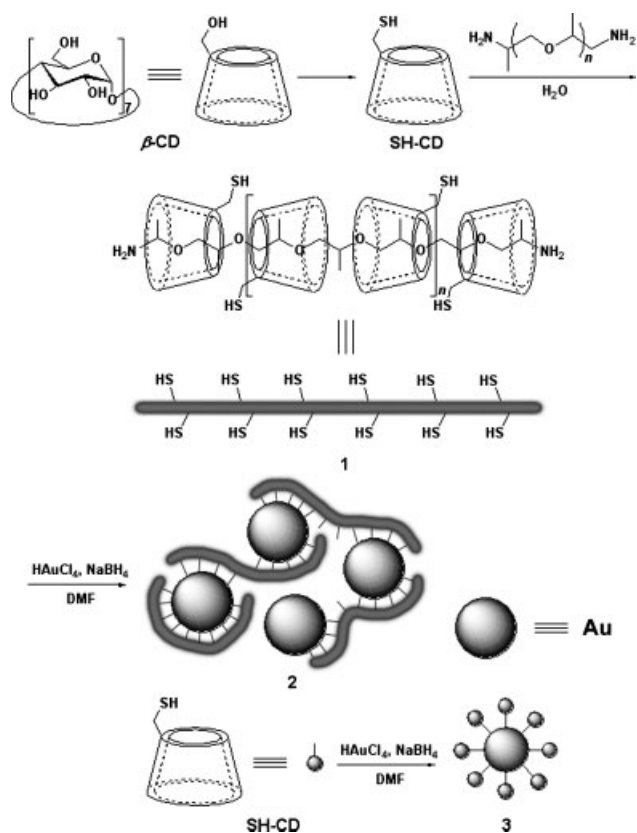 OH
OH
SH
H₂N
NH₂
O
n
O
O
HO
OH
O
7
H₂O
β-CD
SH-CD
SH
SH
H₂N
O
O
O
O
O
O
O
NH₂
n
HS
HS
HS HS HS HS HS HS
HS HS HS HS HS HS
1
HAuCl₄, NaBH₄
DMF
Au
2
SH
HAuCl₄, NaBH₄
DMF
SH-CD
3